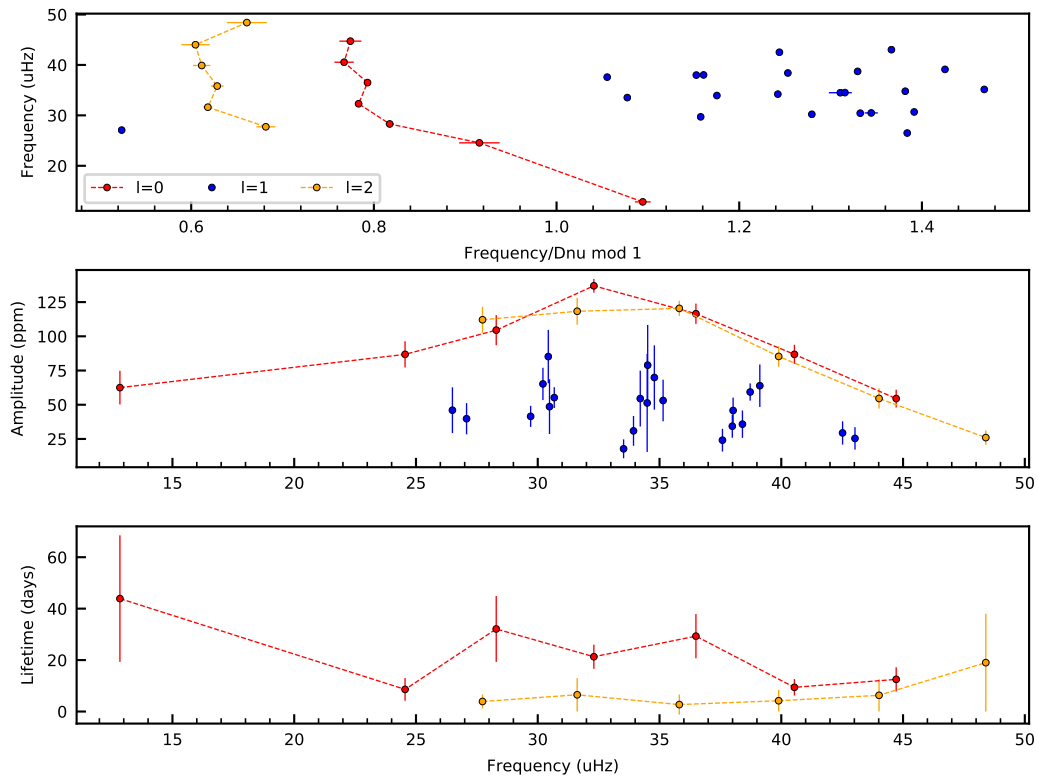 50
40
30
20
Frequency (uHz)
l=0 l=1 l=2
0.6 0.8 1.0 1.2 1.4
Frequency/Dnu mod 1
125
100
75
50
25
Amplitude (ppm)
15 20 25 30 35 40 45 50
60
40
20
0
Lifetime (days)
15 20 25 30 35 40 45 50
Frequency (uHz)